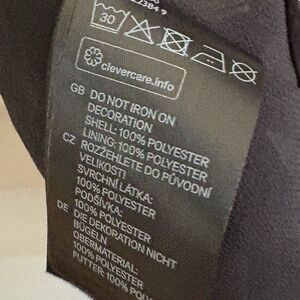 30
clevercare.info
GB DO NOT IRON ON
DECORATION
SHELL: 100% POLYESTER
LINING: 100% POLYESTER
CZ ROZŽEHLETE DO PŮVODNÍ
VELIKOSTI
SVRCHNÍ LÁTKA:
100% POLYESTER
PODŠÍVKA:
100% POLYESTER
DE DIE DEKORATION NICHT
BÜGELN
OBERMATERIAL:
100% POLYESTER
FUTTER: 100% POLYESTER